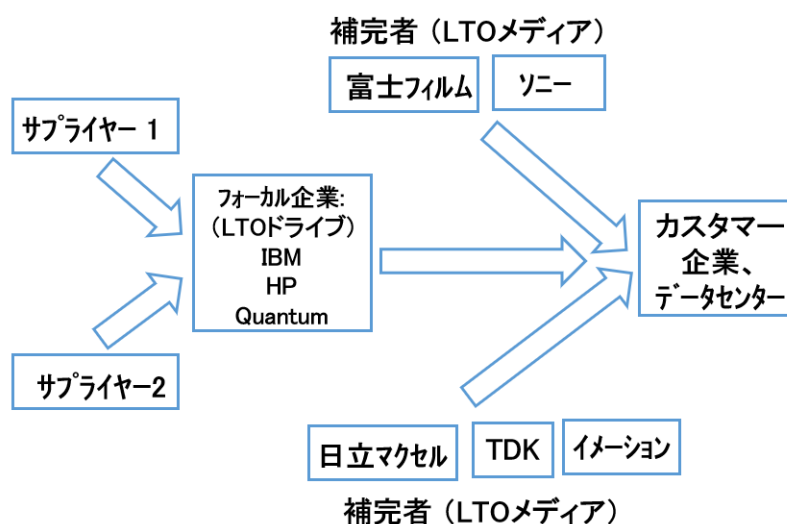 補完者（LTOメディア）
富士フィルム
ソニー
サプライヤー 1
フォーカル企業:
（LTOドライブ）
IBM
HP
Quantum
カスタマー
企業、
データセンター
サプライヤー2
日立マクセル
TDK
イメーション
補完者（LTOメディア）